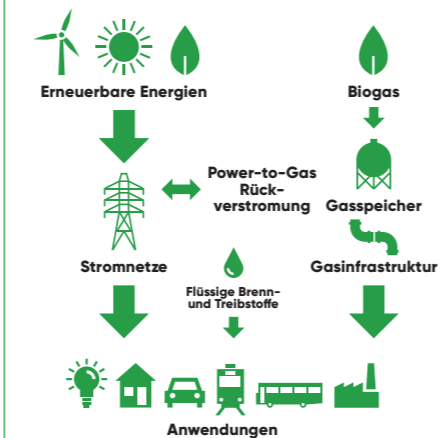 Erneuerbare Energien
Biogas
Power-to-Gas
Rück-
verstromung
Gasspeicher
Stromnetze
Gasinfrastruktur
Flüssige Brenn-
und Treibstoffe
Anwendungen